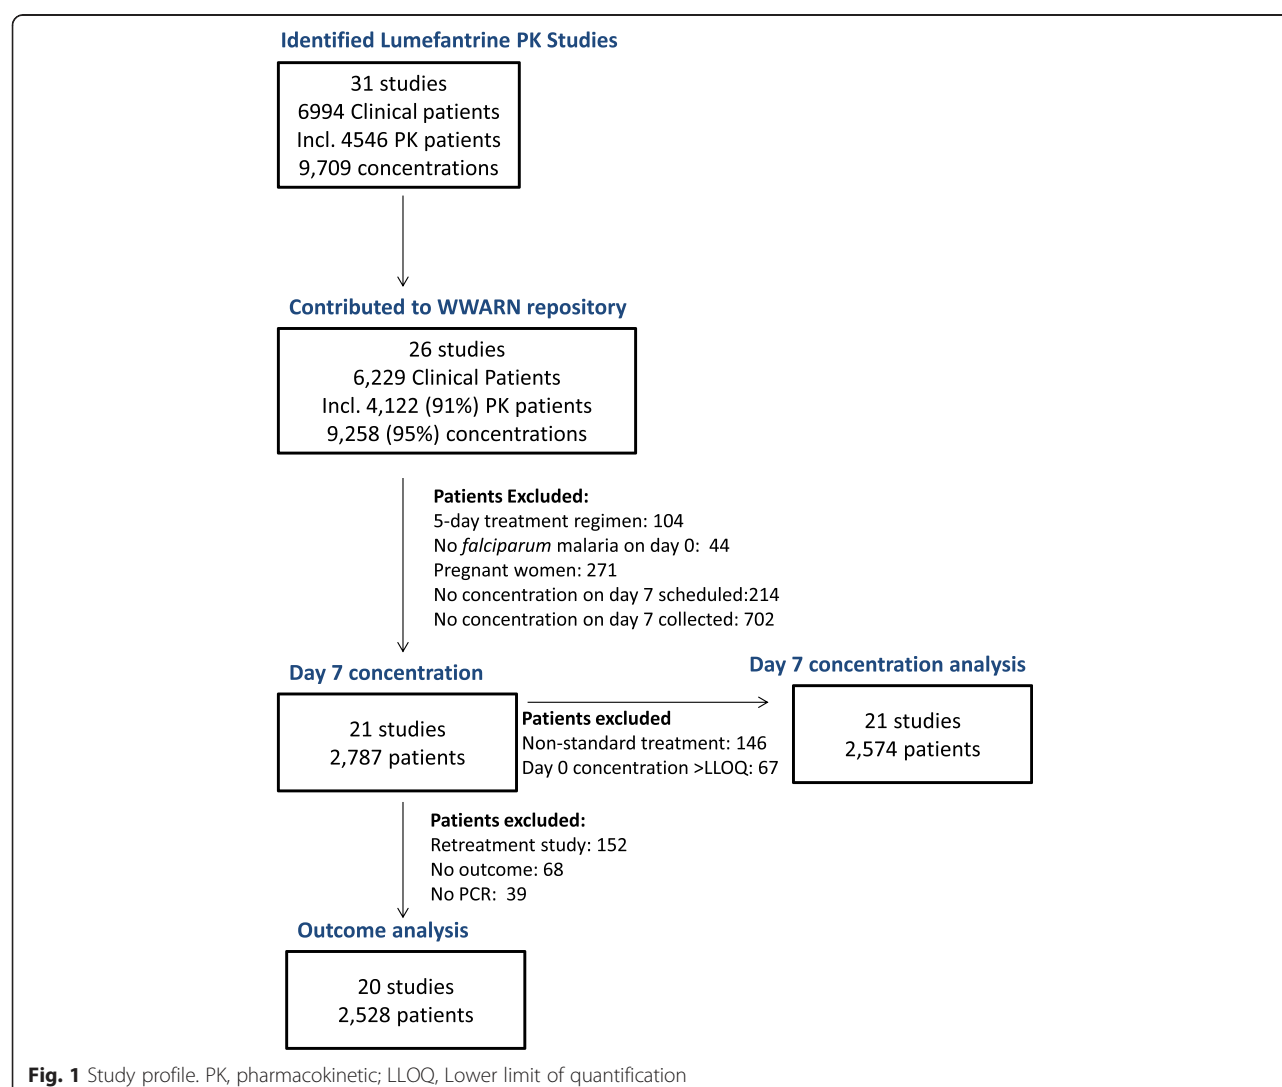 Identified Lumefantrine PK Studies
31 studies
6994 Clinical patients
Incl. 4546 PK patients
9,709 concentrations
Contributed to WWARN repository
26 studies
6,229 Clinical Patients
Incl. 4,122 (91%) PK patients
9,258 (95%) concentrations
Patients Excluded:
5-day treatment regimen: 104
No falciparum malaria on day 0: 44
Pregnant women: 271
No concentration on day 7 scheduled:214
No concentration on day 7 collected: 702
Day 7 concentration
21 studies
2,787 patients
Patients excluded
Non-standard treatment: 146
Day 0 concentration >LLOQ: 67
Day 7 concentration analysis
21 studies
2,574 patients
Patients excluded:
Retreatment study: 152
No outcome: 68
No PCR: 39
Outcome analysis
20 studies
2,528 patients
Fig. 1 Study profile. PK, pharmacokinetic; LLOQ, Lower limit of quantification